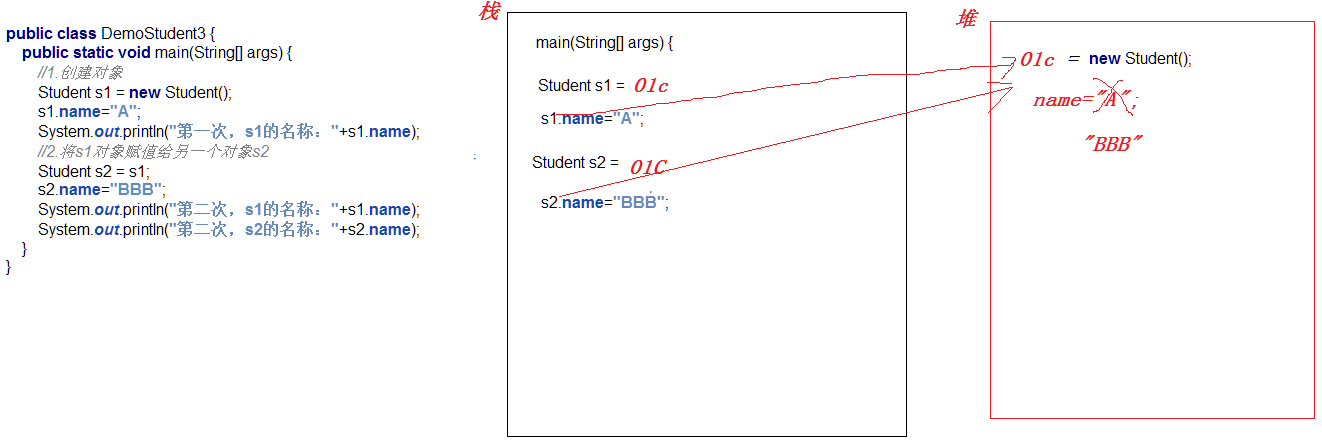 public class DemoStudent3 {
public static void main(String[] args) {
//1.创建对象
Student s1 = new Student();
s1.name="A";
System.out.println("第一次，s1的名称："+s1.name);
//2.将s1对象赋值给另一个对象s2
Student s2 = s1;
s2.name="BBB";
System.out.println("第二次，s1的名称："+s1.name);
System.out.println("第二次，s2的名称："+s2.name);
}
}
;
栈
main(String[] args) {
Student s1 = 01c
s1.name="A";
Student s2 = 01C
s2.name="BBB";
堆
01c = new Student();
name="A";
"BBB"